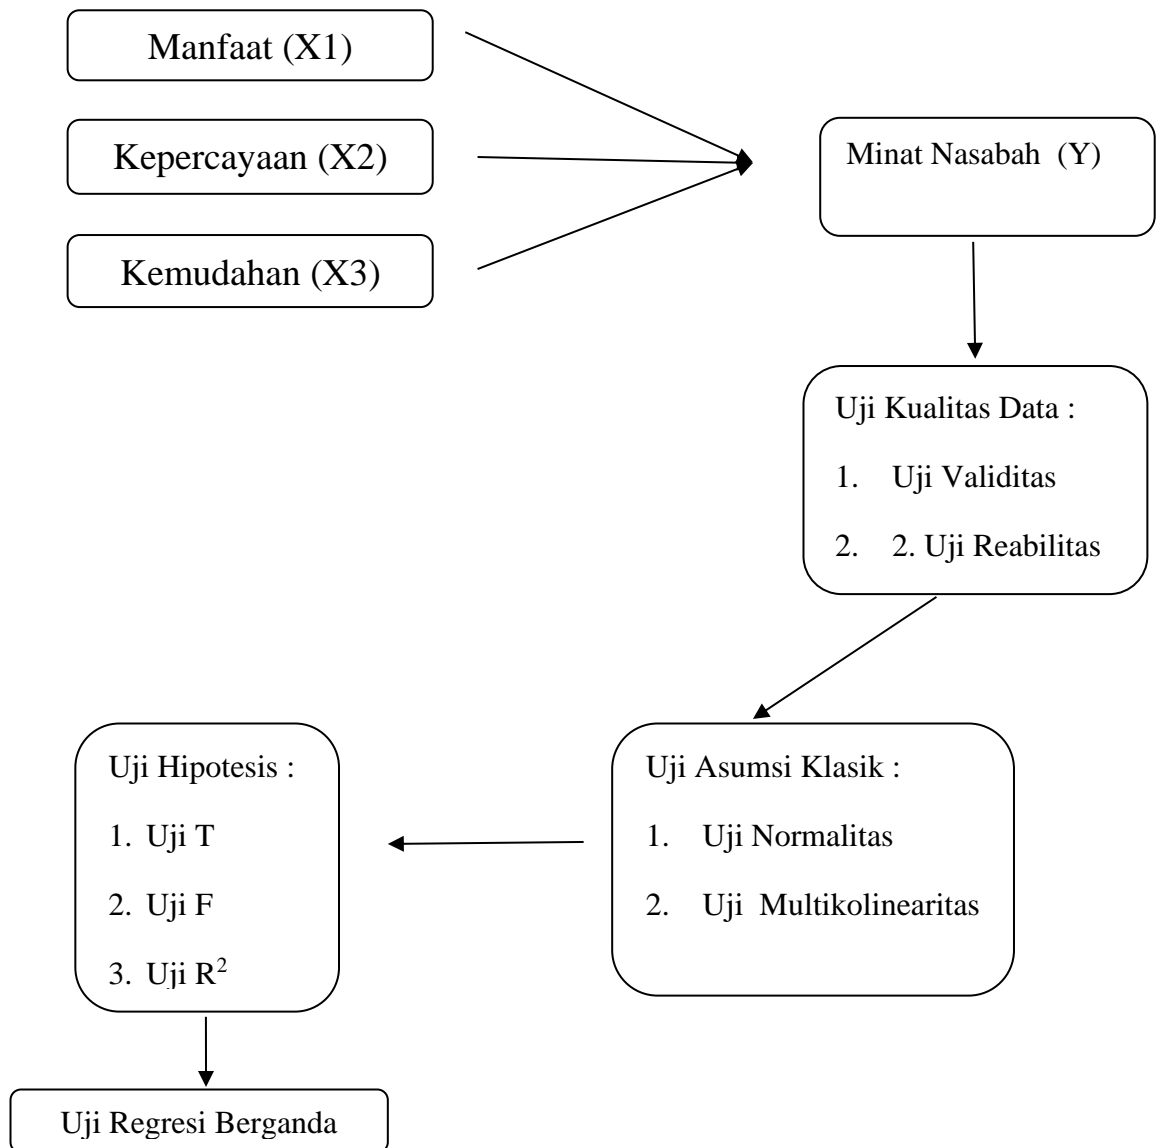 Manfaat (X1)
Kepercayaan (X2)
Kemudahan (X3)
Minat Nasabah (Y)
Uji Kualitas Data :
1. Uji Validitas
2. 2. Uji Reabilitas
Uji Asumsi Klasik :
1. Uji Normalitas
2. Uji Multikolinearitas
Uji Hipotesis :
1. Uji T
2. Uji F
3. Uji R²
Uji Regresi Berganda